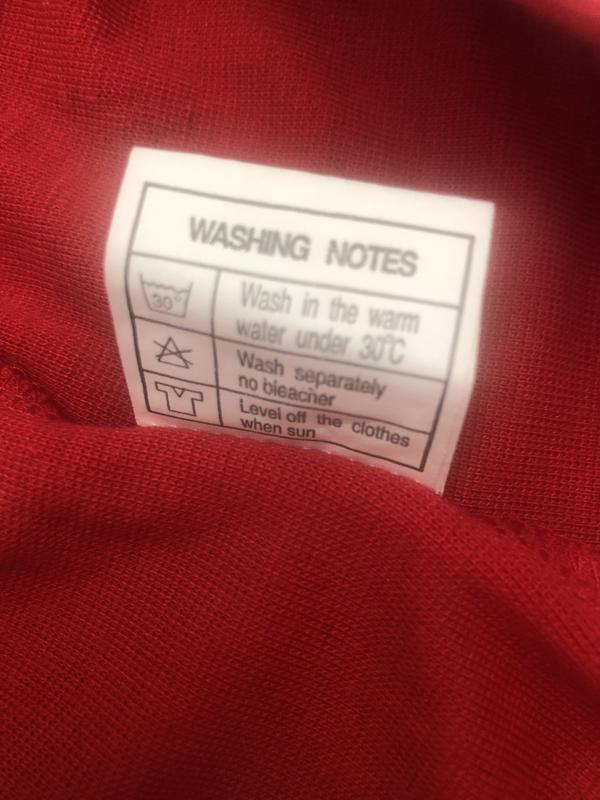 WASHING NOTES
30°
Wash in the warm
water under 30°C
Wash separately
no bleacher
Level off the clothes
when sun